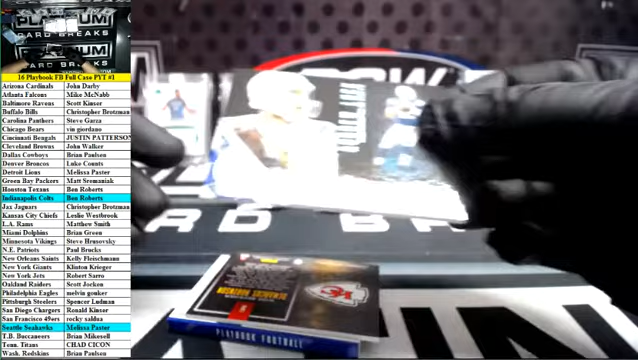 PLATINUM
CARD BREAKS
16 Playbook FB Full Case PYT #1
Arizona Cardinals John Darby
Atlanta Falcons Mike McNabb
Baltimore Ravens Scott Kinser
Buffalo Bills Christopher Brotzman
Carolina Panthers Steve Garza
Chicago Bears vin giordano
Cincinnati Bengals JUSTIN PATTERSON
Cleveland Browns John Walker
Dallas Cowboys Brian Paulsen
Denver Broncos Luke Counts
Detroit Lions Melissa Paster
Green Bay Packers Matt Sremaniak
Houston Texans Ben Roberts
Indianapolis Colts Ben Roberts
Jax Jaguars Christopher Brotzman
Kansas City Chiefs Leslie Westbrook
L.A. Rams Matthew Smith
Miami Dolphins Brian Green
Minnesota Vikings Steve Hrusovsky
N.E. Patriots Paul Brucks
New Orleans Saints Kelly Fleischmann
New York Giants Klinton Krieger
New York Jets Robert Sarro
Oakland Raiders Scott Jocken
Philadelphia Eagles melvin gonker
Pittsburgh Steelers Spencer Ludman
San Diego Chargers Ronald Kinser
San Francisco 49ers rocky saldua
Seattle Seahawks Melissa Paster
T.B. Buccaneers Brian Mikesell
Tenn. Titans CHAD CICON
Wash. Redskins Brian Paulsen
RD BR
PLAYBOOK FOOTBALL